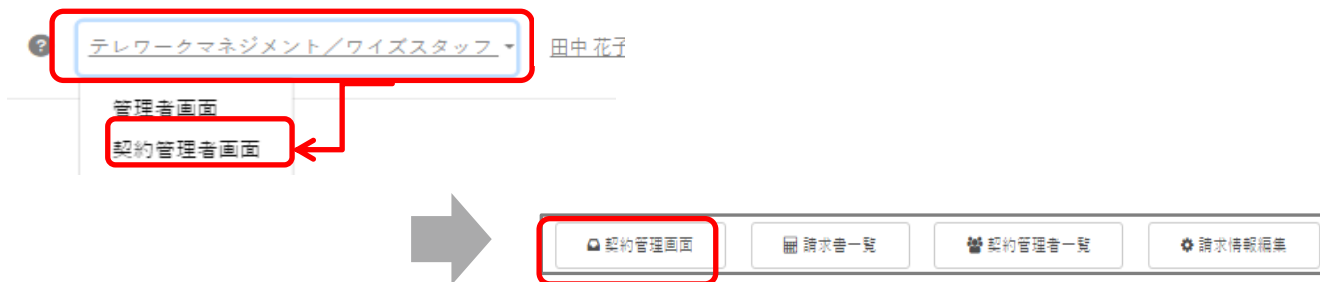 テレワークマネジメント／ワイズスタッフ 田中 花子
管理者画面
契約管理者画面
契約管理画面 請求書一覧 契約管理者一覧 請求情報編集